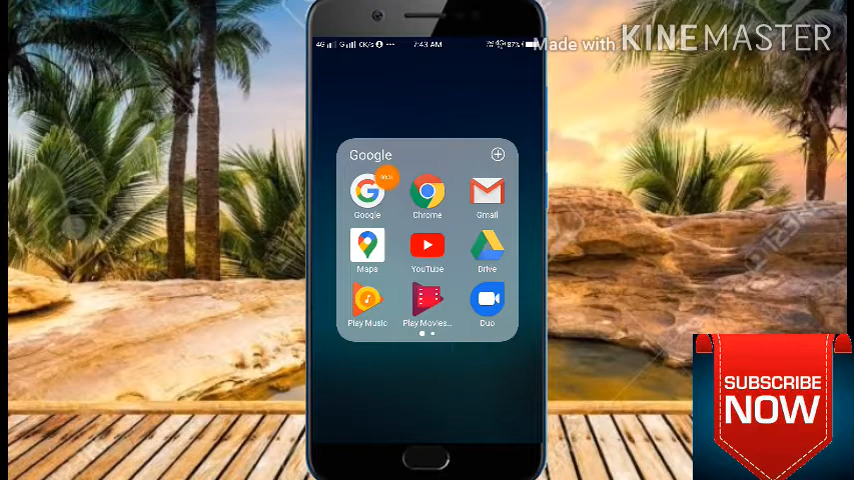 Made with KINEMASTER
7:43 AM
87%
Google
Google
Chrome
Gmail
Maps
YouTube
Drive
Play Music
Play Movies...
Duo
SUBSCRIBE
NOW